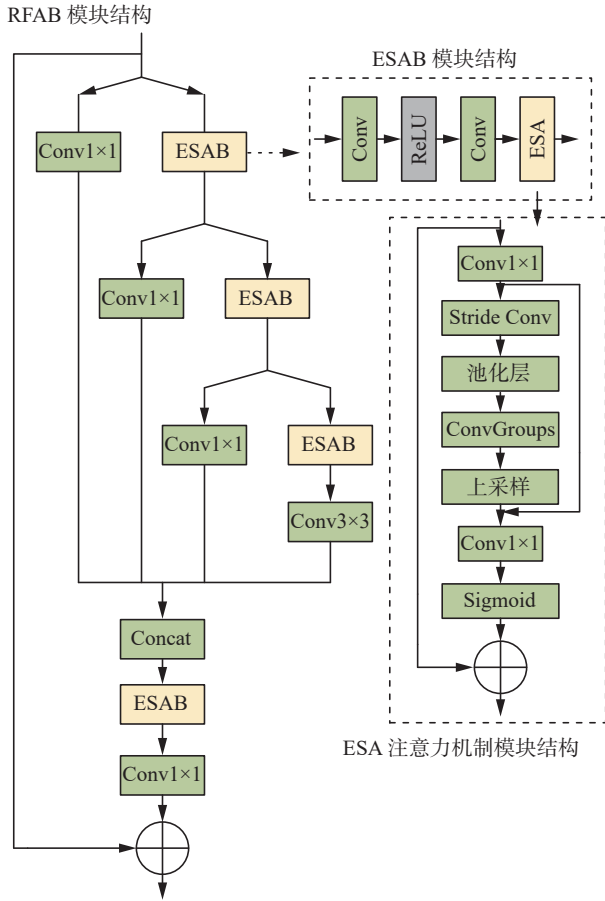 RFAB 模块结构
ESAB 模块结构
Conv1×1
ESAB
Conv
ReLU
Conv
ESA
Conv1×1
ESAB
Conv1×1
ESAB
Conv3×3
Concat
ESAB
Conv1×1
Conv1×1
Stride Conv
池化层
ConvGroups
上采样
Conv1×1
Sigmoid
ESA 注意力机制模块结构